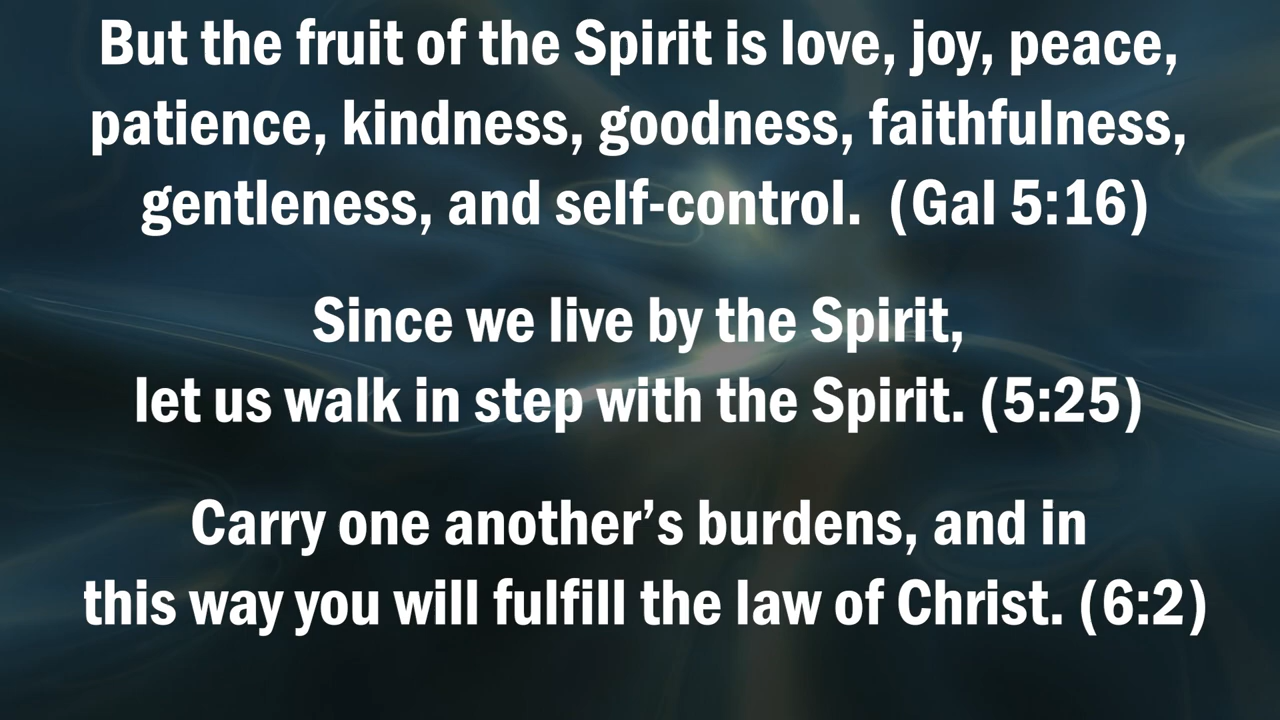 But the fruit of the Spirit is love, joy, peace,
patience, kindness, goodness, faithfulness,
gentleness, and self-control.  (Gal 5:16)
Since we live by the Spirit,
let us walk in step with the Spirit. (5:25)
Carry one another’s burdens, and in
this way you will fulfill the law of Christ. (6:2)